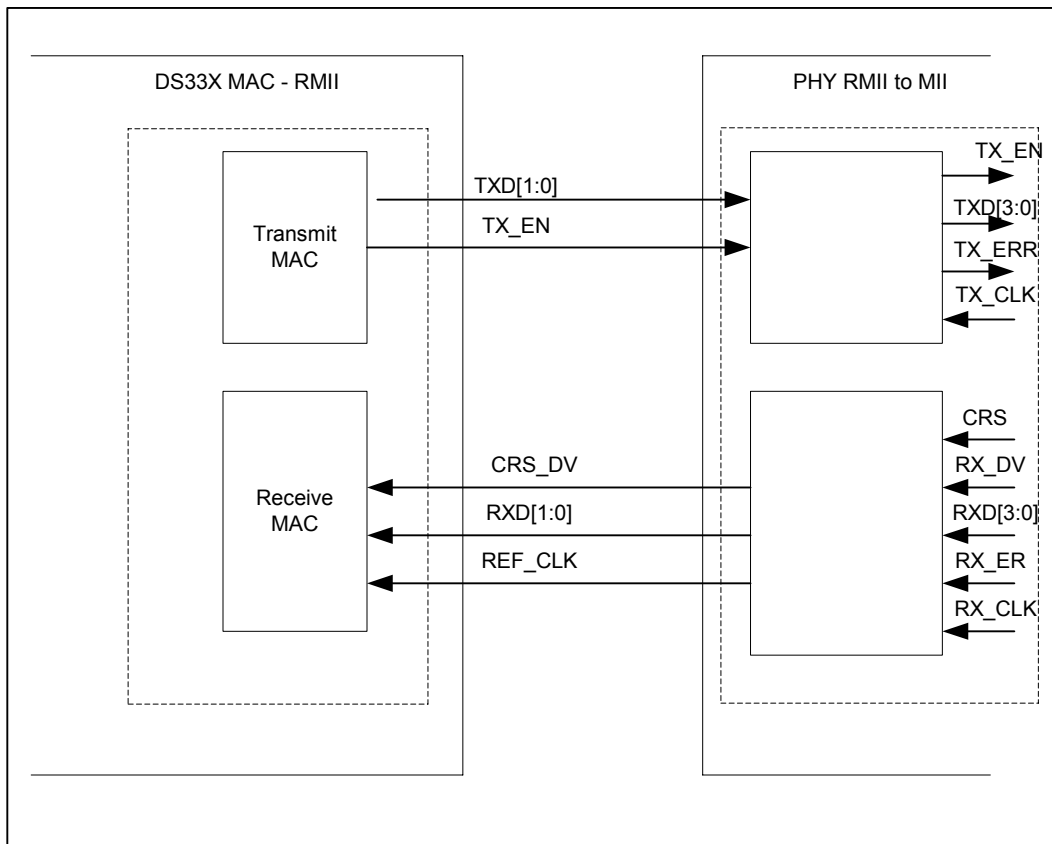 DS33X MAC - RMII
PHY RMII to MII
Transmit
MAC
TXD[1:0]
TX_EN
TX_EN
TXD[3:0]
TX_ERR
TX_CLK
Receive
MAC
CRS_DV
RXD[1:0]
REF_CLK
CRS
RX_DV
RXD[3:0]
RX_ER
RX_CLK